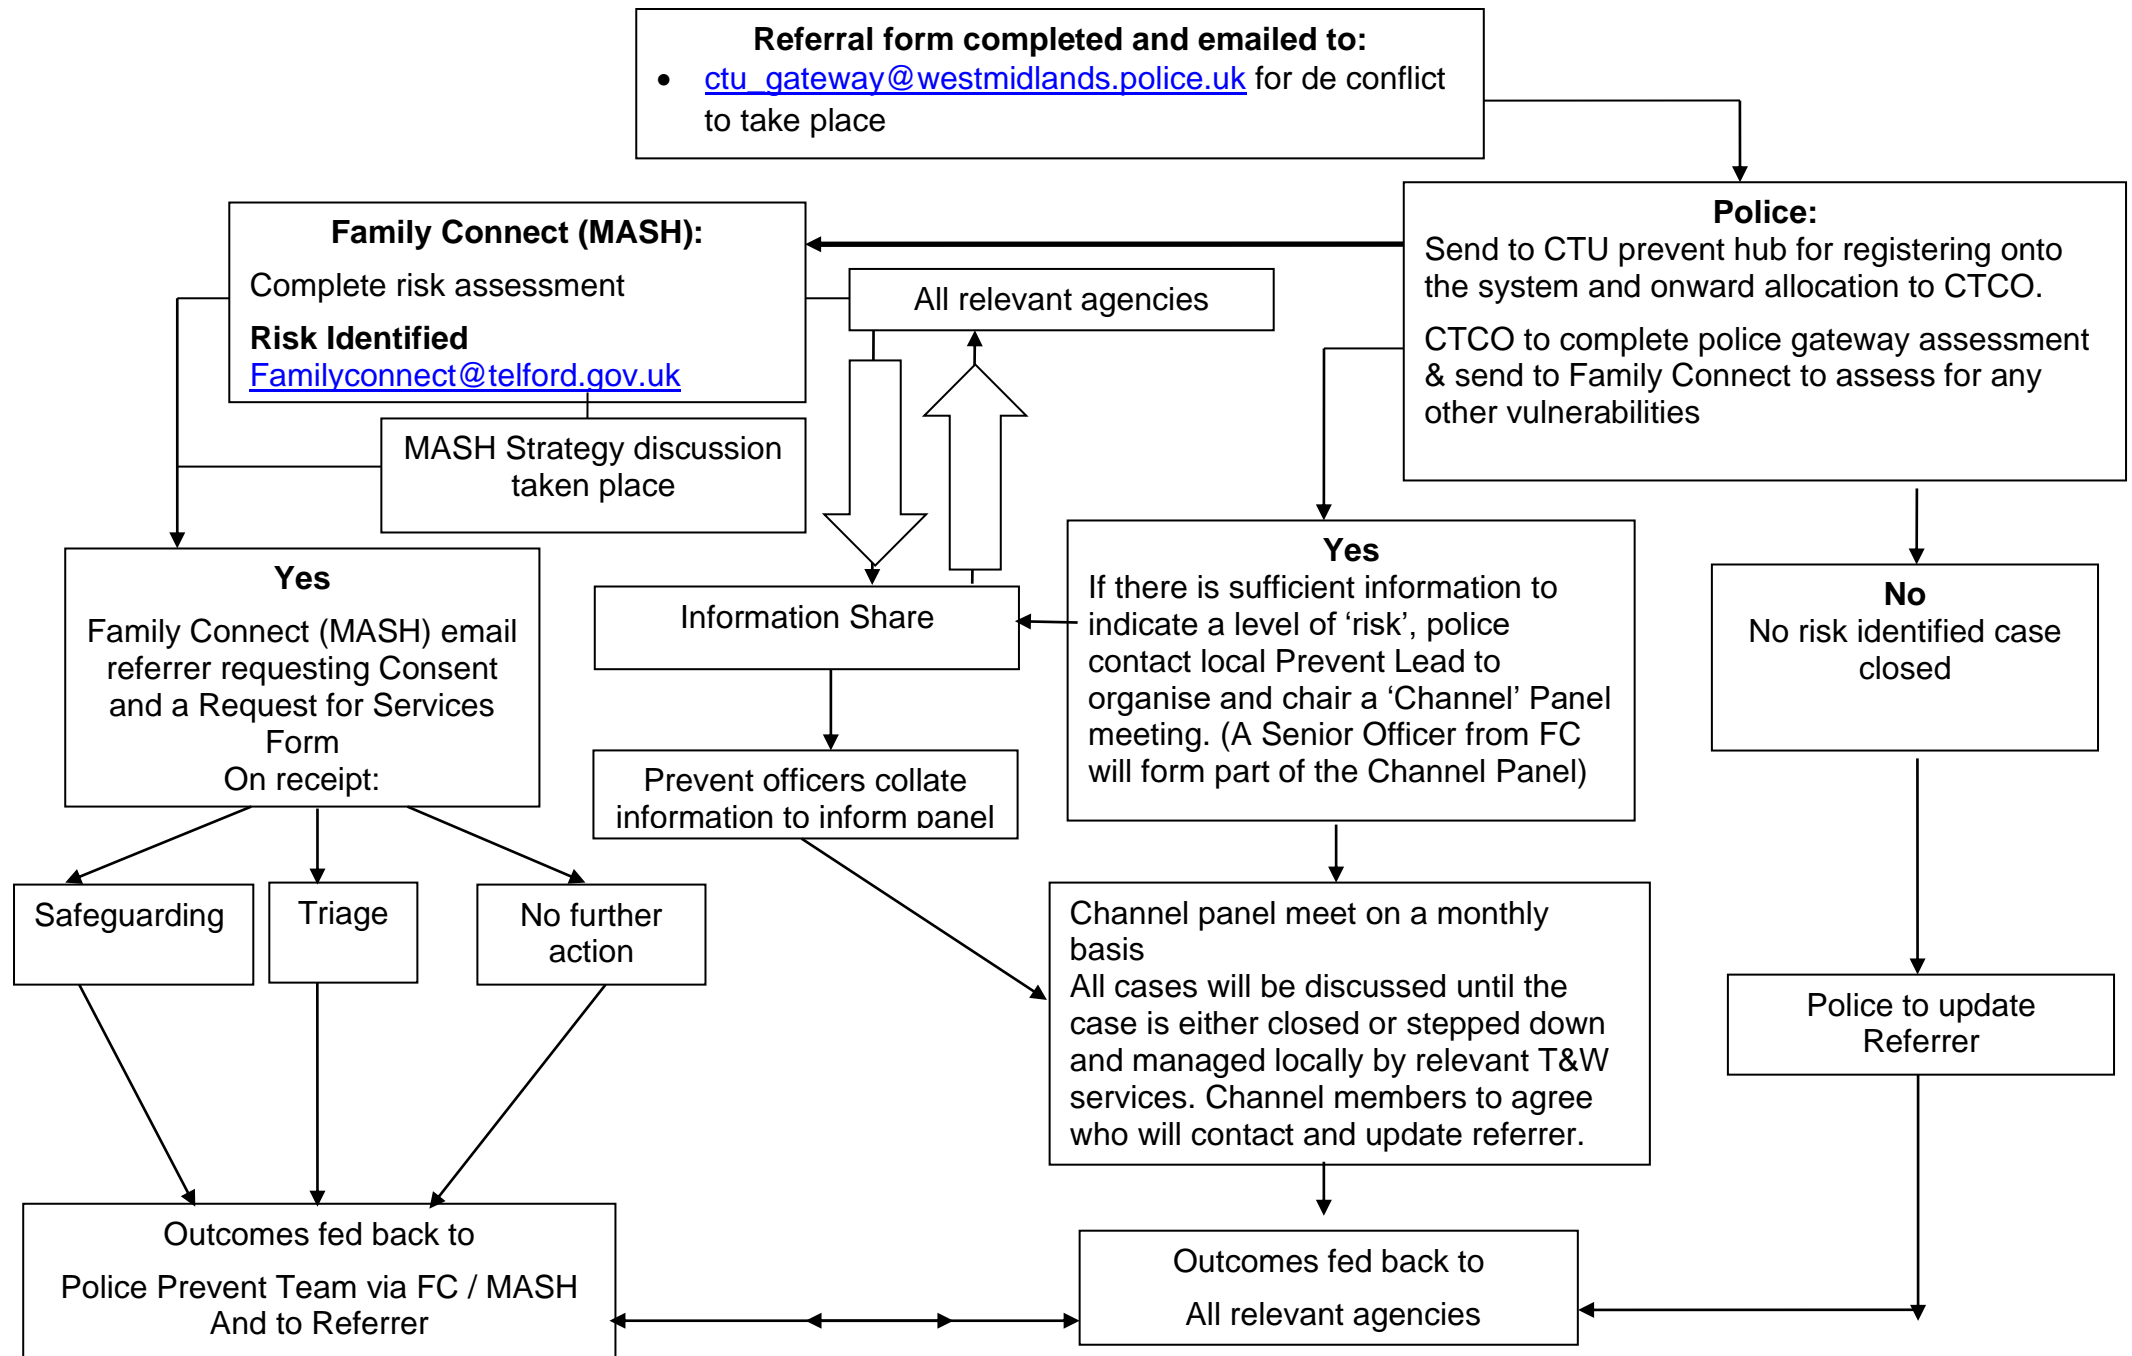 Referral form completed and emailed to:
• ctu_gateway@westmidlands.police.uk for de conflict
to take place
Family Connect (MASH):
Complete risk assessment
Risk Identified
Familyconnect@telford.gov.uk
All relevant agencies
Police:
Send to CTU prevent hub for registering onto
the system and onward allocation to CTCO.
CTCO to complete police gateway assessment
& send to Family Connect to assess for any
other vulnerabilities
MASH Strategy discussion
taken place
Yes
Family Connect (MASH) email
referrer requesting Consent
and a Request for Services
Form
On receipt:
Information Share
Yes
If there is sufficient information to
indicate a level of ‘risk’, police
contact local Prevent Lead to
organise and chair a ‘Channel’ Panel
meeting. (A Senior Officer from FC
will form part of the Channel Panel)
No
No risk identified case
closed
Prevent officers collate
information to inform panel
Safeguarding
Triage
No further
action
Channel panel meet on a monthly
basis
All cases will be discussed until the
case is either closed or stepped down
and managed locally by relevant T&W
services. Channel members to agree
who will contact and update referrer.
Police to update
Referrer
Outcomes fed back to
Police Prevent Team via FC / MASH
And to Referrer
Outcomes fed back to
All relevant agencies